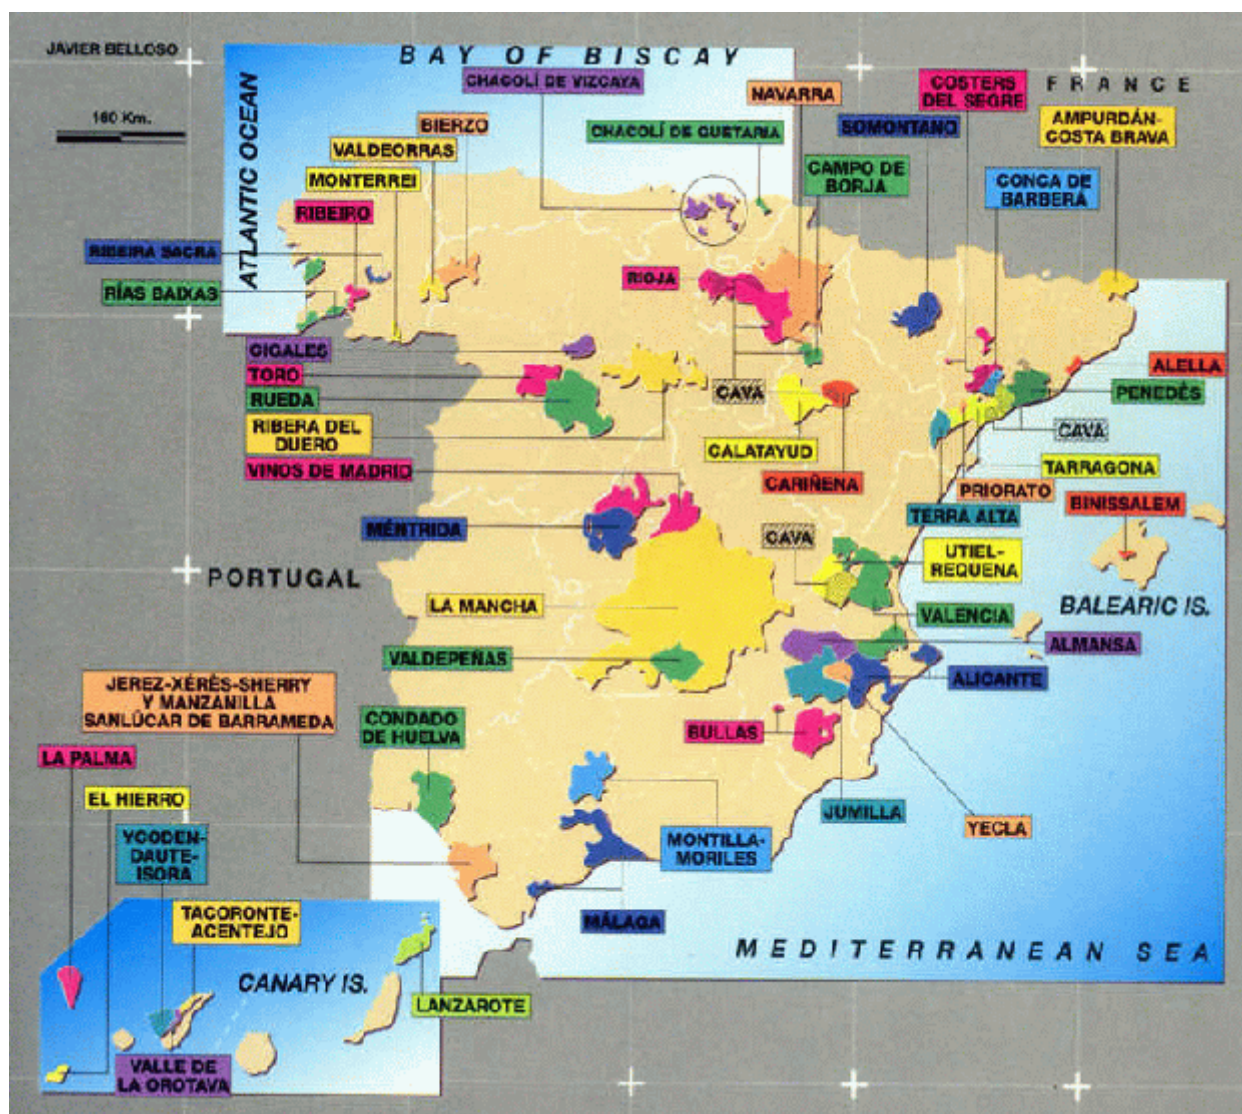 JAVIER BELLOSO
160 Km.
BAY OF BISCAY
ATLANTIC OCEAN
FRANCE
CHACOLÍ DE VIZCAYA
CHACOLÍ DE GUETARIA
NAVARRA
SOMONTANO
COSTERS
DEL SEGRE
AMPURDÁN-
COSTA BRAVA
BIERZO
VALDEORRAS
MONTERREI
RIBEIRO
RIBEIRA SACRA
RÍAS BAIXAS
CAMPO DE
BORJA
CONCA DE
BARBERÁ
RIOJA
CIGALES
TORO
RUEDA
RIBERA DEL
DUERO
VINOS DE MADRID
CAVA
CALATAYUD
CARIÑENA
ALELLA
PENEDÉS
CAVA
TARRAGONA
PRIORATO
TERRA ALTA
BINISSALEM
MÉNTRIDA
CAVA
UTIEL-
REQUENA
PORTUGAL
LA MANCHA
VALENCIA
BALEARIC IS.
ALMANSA
VALDEPEÑAS
ALICANTE
JEREZ-XÉRÈS-SHERRY
Y MANZANILLA
SANLÚCAR DE BARRAMEDA
CONDADO
DE HUELVA
BULLAS
LA PALMA
EL HIERRO
YCODEN-
DAUTE-
ISORA
MONTILLA-
MORILES
JUMILLA
YECLA
TACORONTE-
ACENTEJO
MÁLAGA
MEDITERRANEAN SEA
CANARY IS.
LANZAROTE
VALLE DE
LA OROTAVA